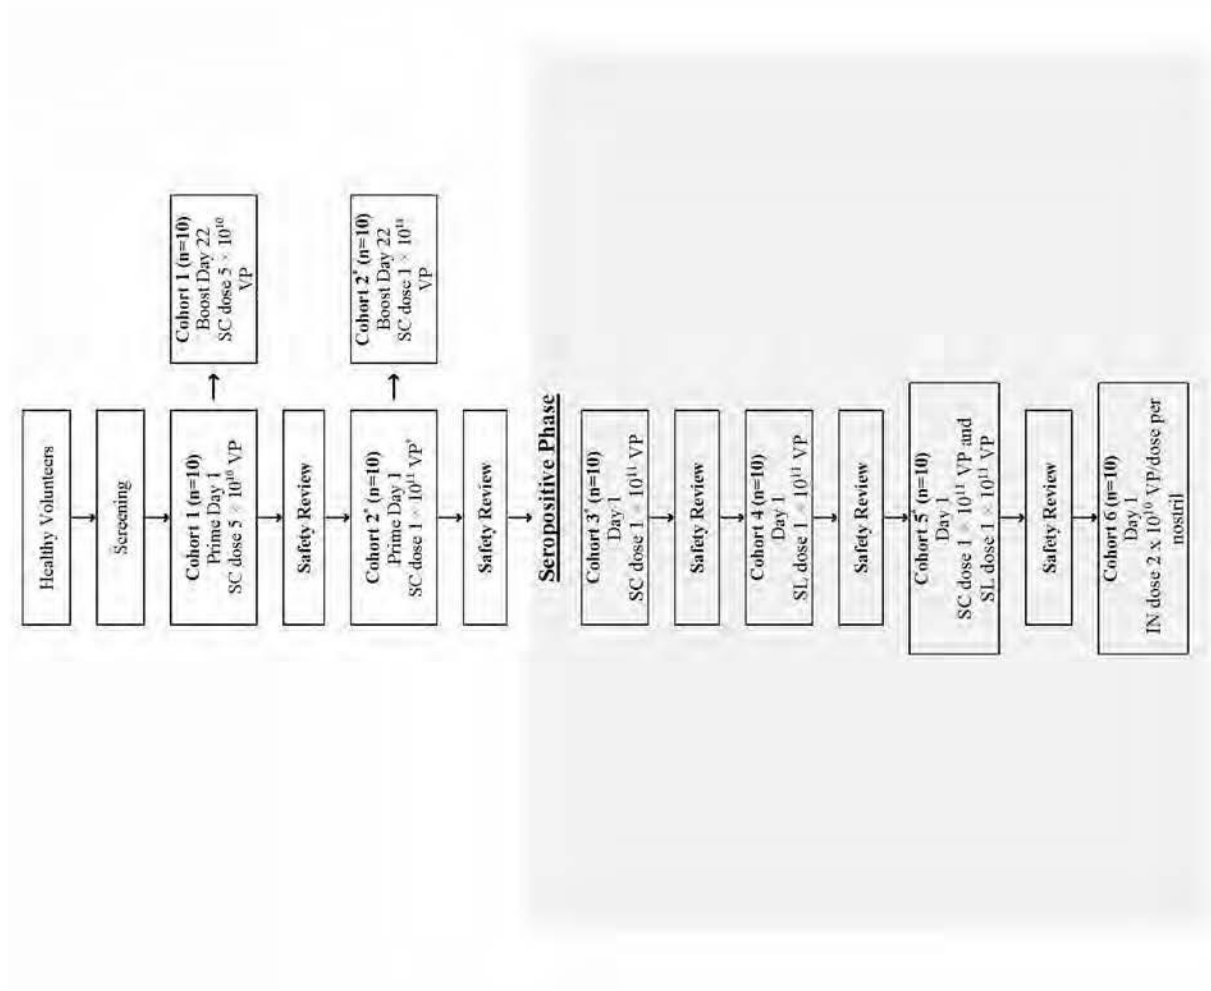 Healthy Volunteers
Screening
Cohort 1 (n=10)
Prime Day 1
SC dose 5 × 10¹⁰ VP
Cohort 1 (n=10)
Boost Day 22
SC dose 5 × 10¹⁰
VP
Safety Review
Cohort 2* (n=10)
Prime Day 1
SC dose 1 × 10¹¹ VP*
Cohort 2* (n=10)
Boost Day 22
SC dose 1 × 10¹¹
VP
Safety Review
Seropositive Phase
Cohort 3* (n=10)
Day 1
SC dose 1 × 10¹¹ VP
Safety Review
Cohort 4 (n=10)
Day 1
SL dose 1 × 10¹¹ VP
Safety Review
Cohort 5* (n=10)
Day 1
SC dose 1 × 10¹¹ VP and
SL dose 1 × 10¹¹ VP
Safety Review
Cohort 6 (n=10)
Day 1
IN dose 2 x 10¹⁰ VP/dose per
nostril